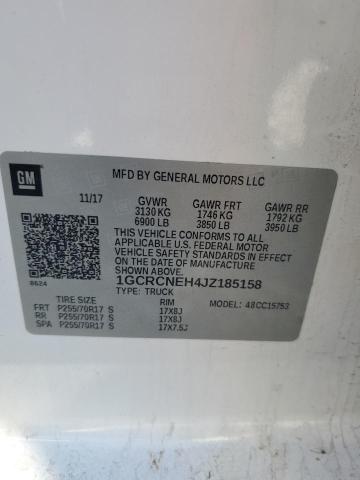 GM
MFD BY GENERAL MOTORS LLC
11/17 GVWR GAWR FRT GAWR RR
3130 KG 1746 KG 1792 KG
6900 LB 3850 LB 3950 LB
THIS VEHICLE CONFORMS TO ALL
APPLICABLE U.S. FEDERAL MOTOR
VEHICLE SAFETY STANDARDS IN
EFFECT ON THE DATE OF
MANUFACTURE SHOWN ABOVE.
8624 1GCRCNEH4JZ185158
TYPE: TRUCK
TIRE SIZE RIM MODEL: 48CC15753
FRT P255/70R17 S 17X8J
RR P255/70R17 S 17X8J
SPA P255/70R17 S 17X7.5J